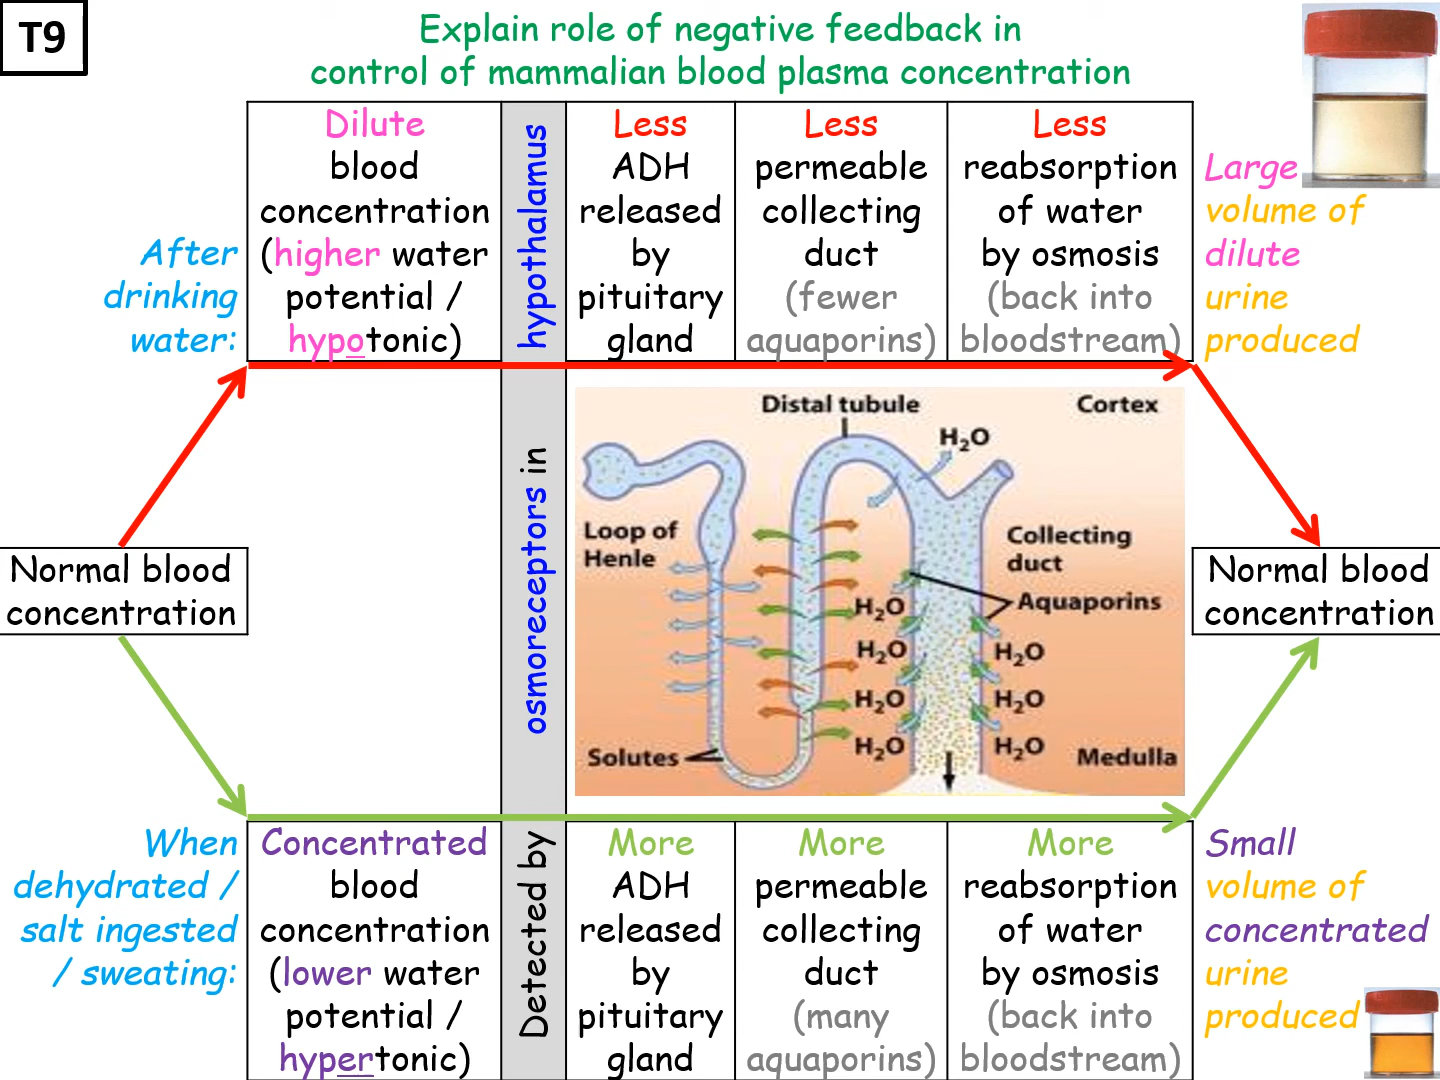 T9
Explain role of negative feedback in
control of mammalian blood plasma concentration
After
drinking
water:
Dilute
blood
concentration
(higher water
potential /
hypotonic)
Detected by osmoreceptors in hypothalamus
Less
ADH
released
by
pituitary
gland
Less
permeable
collecting
duct
(fewer
aquaporins)
Less
reabsorption
of water
by osmosis
(back into
bloodstream)
Large
volume of
dilute
urine
produced
Normal blood
concentration
Distal tubule
Cortex
H₂O
Loop of
Henle
Collecting
duct
Aquaporins
H₂O
H₂O
H₂O
H₂O
H₂O
H₂O
H₂O
H₂O
Solutes
Medulla
Normal blood
concentration
When
dehydrated /
salt ingested
/ sweating:
Concentrated
blood
concentration
(lower water
potential /
hypertonic)
More
ADH
released
by
pituitary
gland
More
permeable
collecting
duct
(many
aquaporins)
More
reabsorption
of water
by osmosis
(back into
bloodstream)
Small
volume of
concentrated
urine
produced